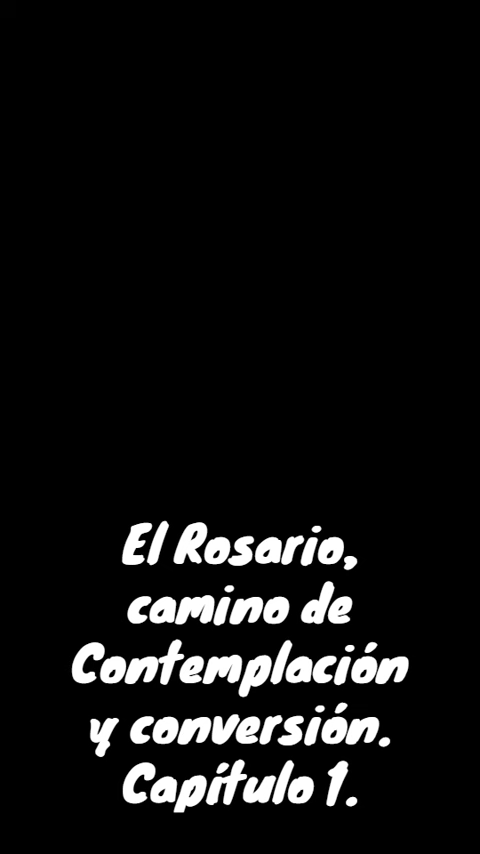 El Rosario,
camino de
Contemplación
y conversión.
Capítulo 1.